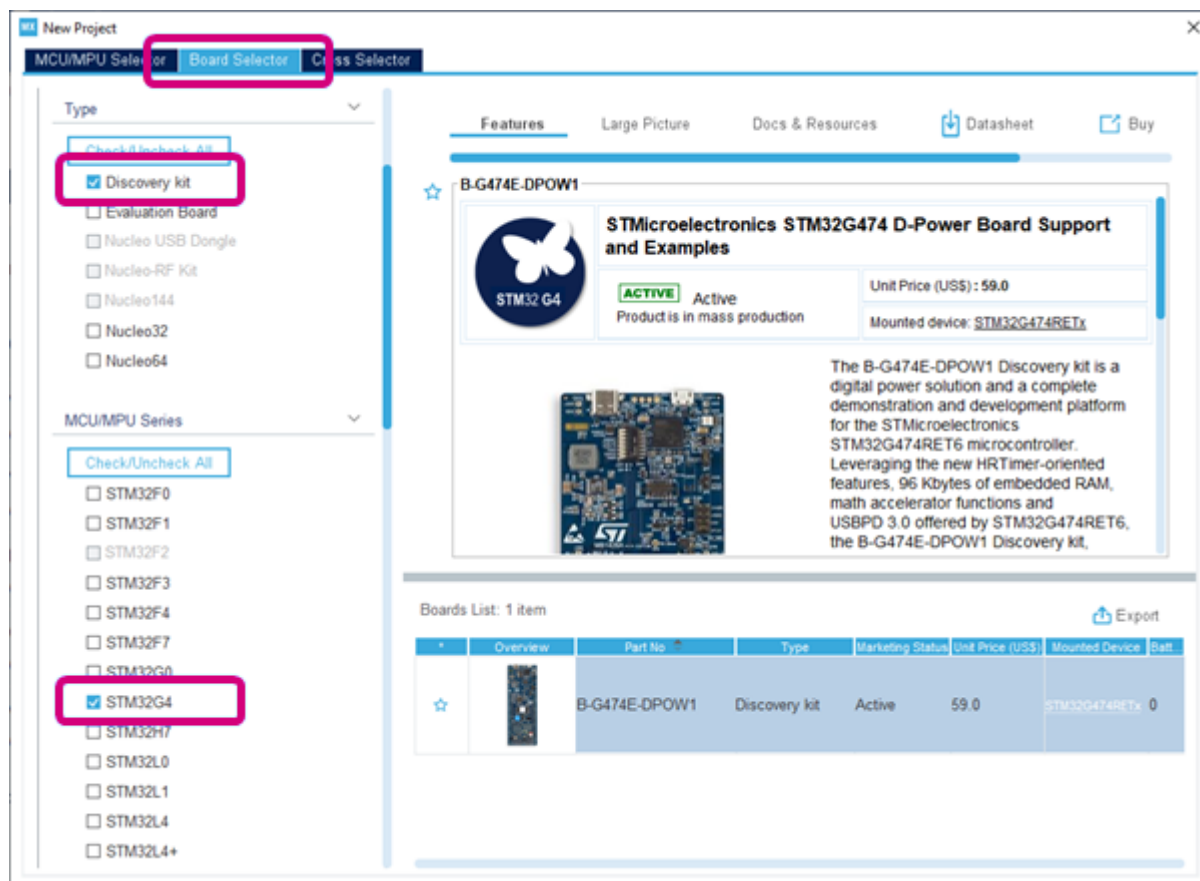 MX New Project
MCU/MPU Selector Board Selector Cross Selector
Type
Check/Uncheck All
Discovery kit
Evaluation Board
Nucleo USB Dongle
Nucleo-RF Kit
Nucleo144
Nucleo32
Nucleo64
MCU/MPU Series
Check/Uncheck All
STM32F0
STM32F1
STM32F2
STM32F3
STM32F4
STM32F7
STM32G0
STM32G4
STM32H7
STM32L0
STM32L1
STM32L4
STM32L4+
Features Large Picture Docs & Resources Datasheet Buy
B-G474E-DPOW1
STM32 G4
STMicroelectronics STM32G474 D-Power Board Support
and Examples
ACTIVE Active
Product is in mass production
Unit Price (US$) : 59.0
Mounted device: STM32G474RETx
The B-G474E-DPOW1 Discovery kit is a
digital power solution and a complete
demonstration and development platform
for the STMicroelectronics
STM32G474RET6 microcontroller.
Leveraging the new HRTimer-oriented
features, 96 Kbytes of embedded RAM,
math accelerator functions and
USBPD 3.0 offered by STM32G474RET6,
the B-G474E-DPOW1 Discovery kit,
Boards List: 1 item
Export
* Overview Part No Type Marketing Status Unit Price (US$) Mounted Device Batt...
B-G474E-DPOW1 Discovery kit Active 59.0 STM32G474RETx 0